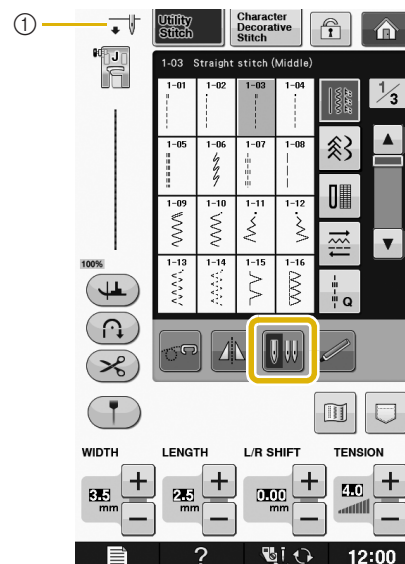 ①
Utility
Stitch
Character
Decorative
Stitch
J
1-03 Straight stitch (Middle)
1-01 1-02 1-03 1-04
1/3
1-05 1-06 1-07 1-08
1-09 1-10 1-11 1-12
1-13 1-14 1-15 1-16
100%
Q
WIDTH LENGTH L/R SHIFT TENSION
3.5 mm + −
2.5 mm + −
0.00 mm + −
4.0 + −
? 12:00